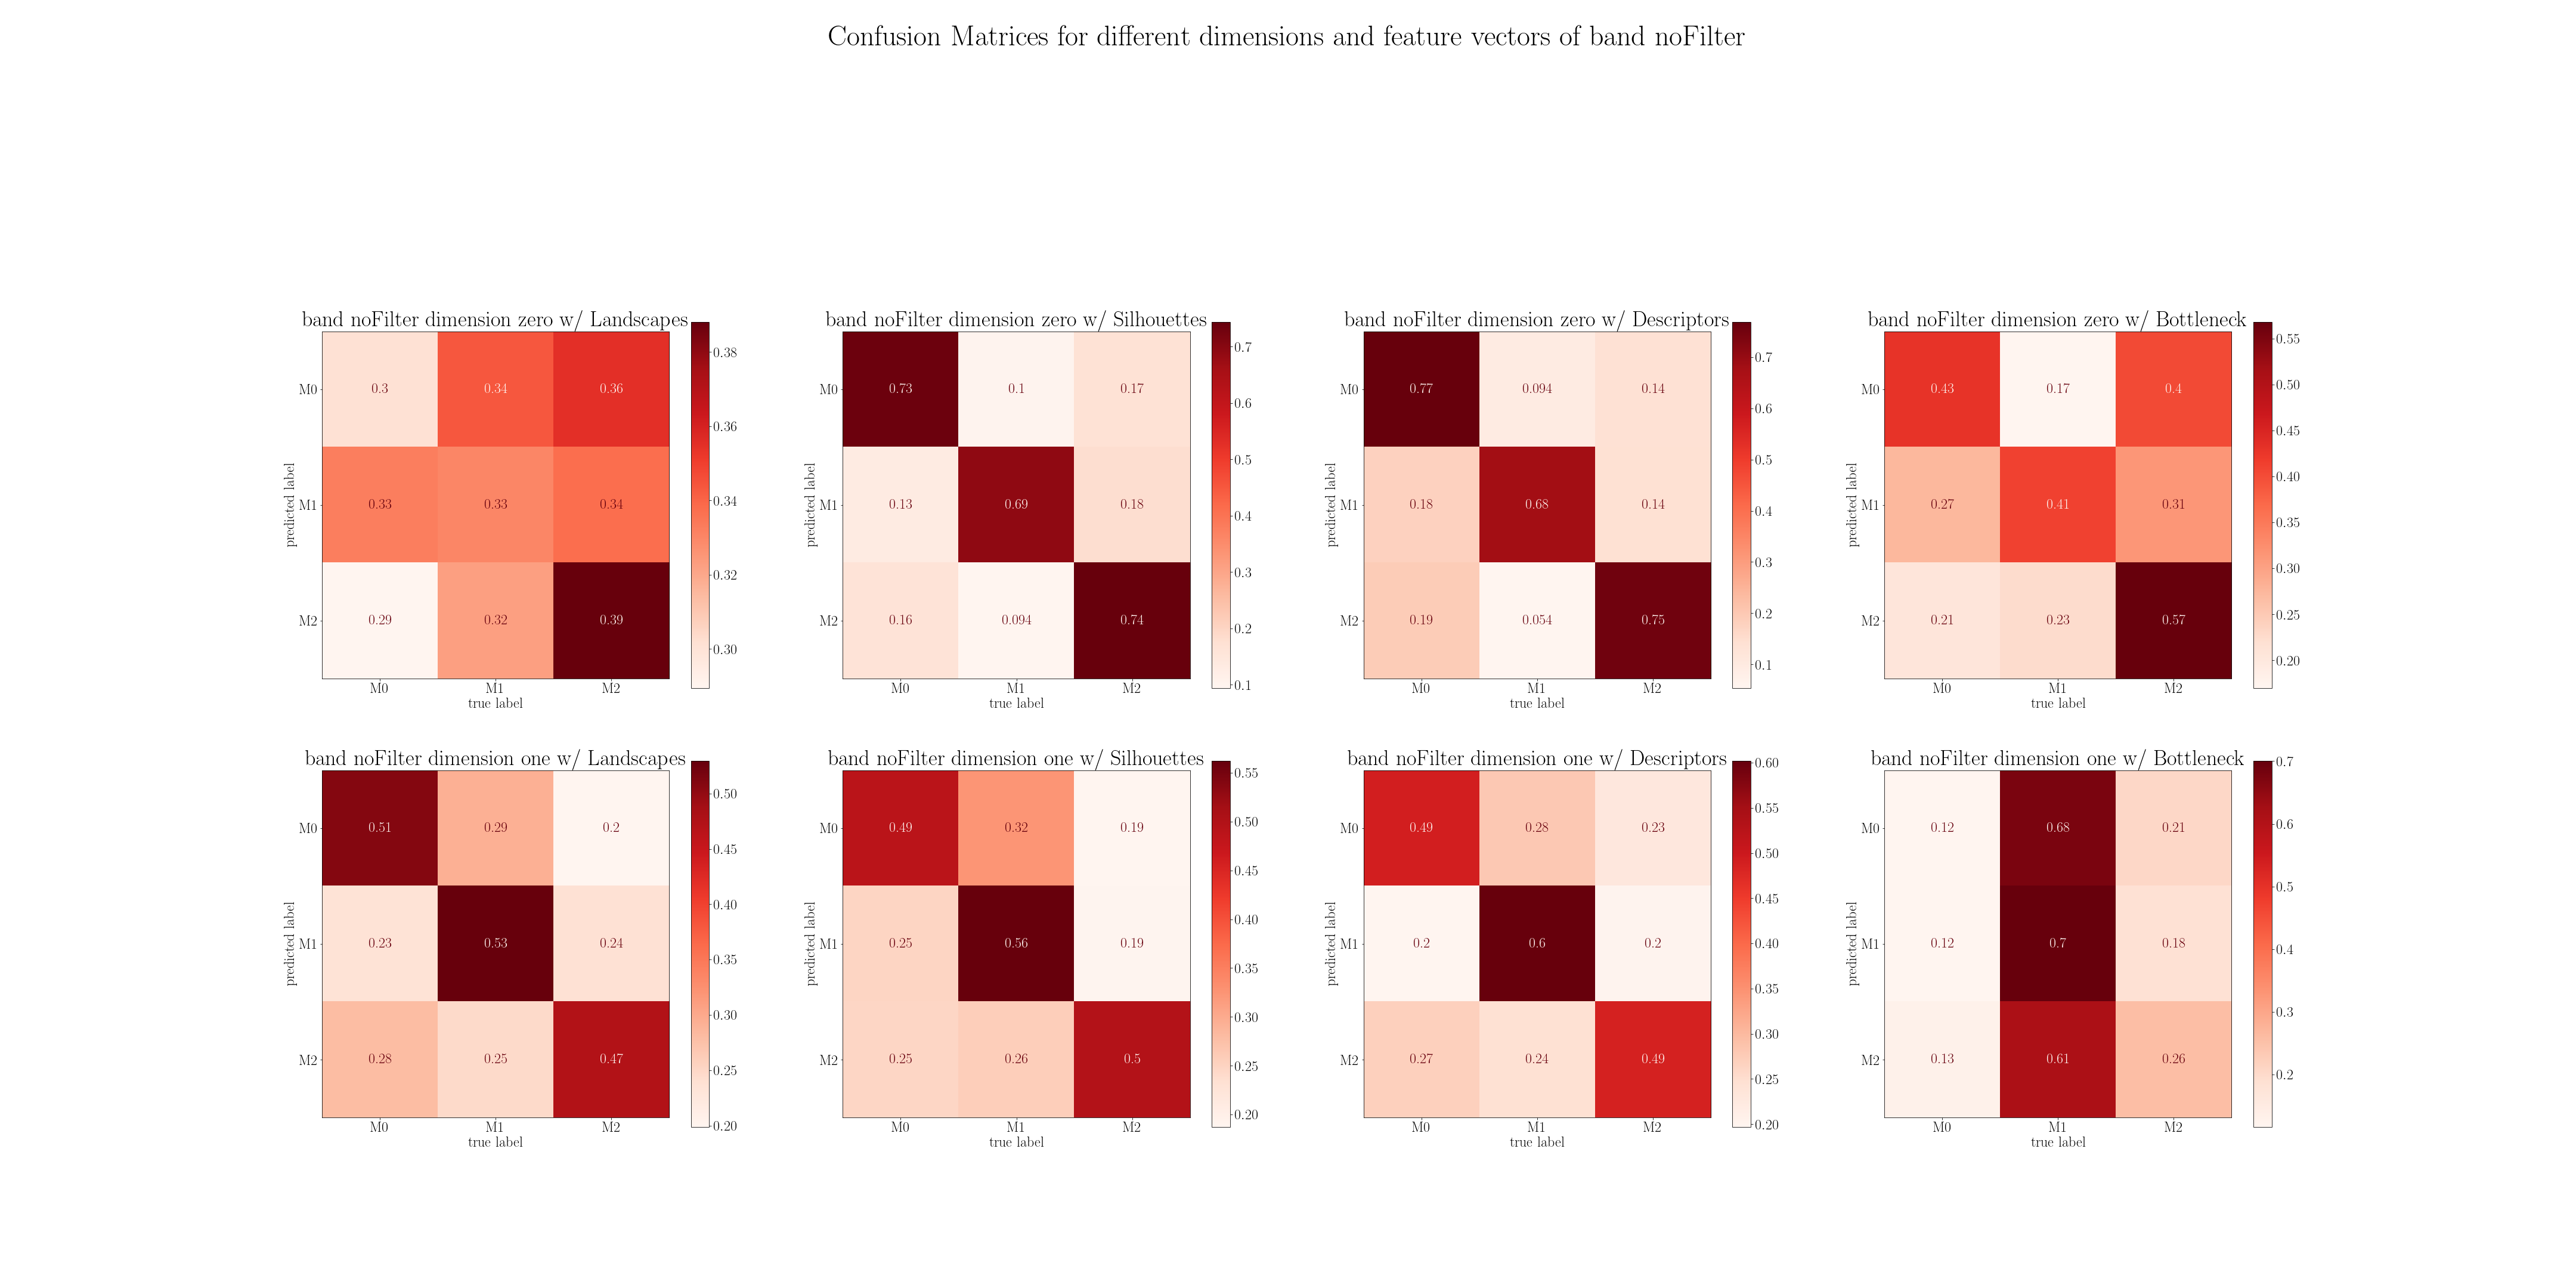 Confusion Matrices for different dimensions and feature vectors of band noFilter
band noFilter dimension zero w/ Landscapes
predicted label
M0 0.3 0.34 0.36
M1 0.33 0.33 0.34
M2 0.29 0.32 0.39
M0 M1 M2
true label
0.38
0.36
0.34
0.32
0.30
band noFilter dimension zero w/ Silhouettes
predicted label
M0 0.73 0.1 0.17
M1 0.13 0.69 0.18
M2 0.16 0.094 0.74
M0 M1 M2
true label
0.7
0.6
0.5
0.4
0.3
0.2
0.1
band noFilter dimension zero w/ Descriptors
predicted label
M0 0.77 0.094 0.14
M1 0.18 0.68 0.14
M2 0.19 0.054 0.75
M0 M1 M2
true label
0.7
0.6
0.5
0.4
0.3
0.2
0.1
band noFilter dimension zero w/ Bottleneck
predicted label
M0 0.43 0.17 0.4
M1 0.27 0.41 0.31
M2 0.21 0.23 0.57
M0 M1 M2
true label
0.55
0.50
0.45
0.40
0.35
0.30
0.25
0.20
band noFilter dimension one w/ Landscapes
predicted label
M0 0.51 0.29 0.2
M1 0.23 0.53 0.24
M2 0.28 0.25 0.47
M0 M1 M2
true label
0.50
0.45
0.40
0.35
0.30
0.25
0.20
band noFilter dimension one w/ Silhouettes
predicted label
M0 0.49 0.32 0.19
M1 0.25 0.56 0.19
M2 0.25 0.26 0.5
M0 M1 M2
true label
0.55
0.50
0.45
0.40
0.35
0.30
0.25
0.20
band noFilter dimension one w/ Descriptors
predicted label
M0 0.49 0.28 0.23
M1 0.2 0.6 0.2
M2 0.27 0.24 0.49
M0 M1 M2
true label
0.60
0.55
0.50
0.45
0.40
0.35
0.30
0.25
0.20
band noFilter dimension one w/ Bottleneck
predicted label
M0 0.12 0.68 0.21
M1 0.12 0.7 0.18
M2 0.13 0.61 0.26
M0 M1 M2
true label
0.7
0.6
0.5
0.4
0.3
0.2